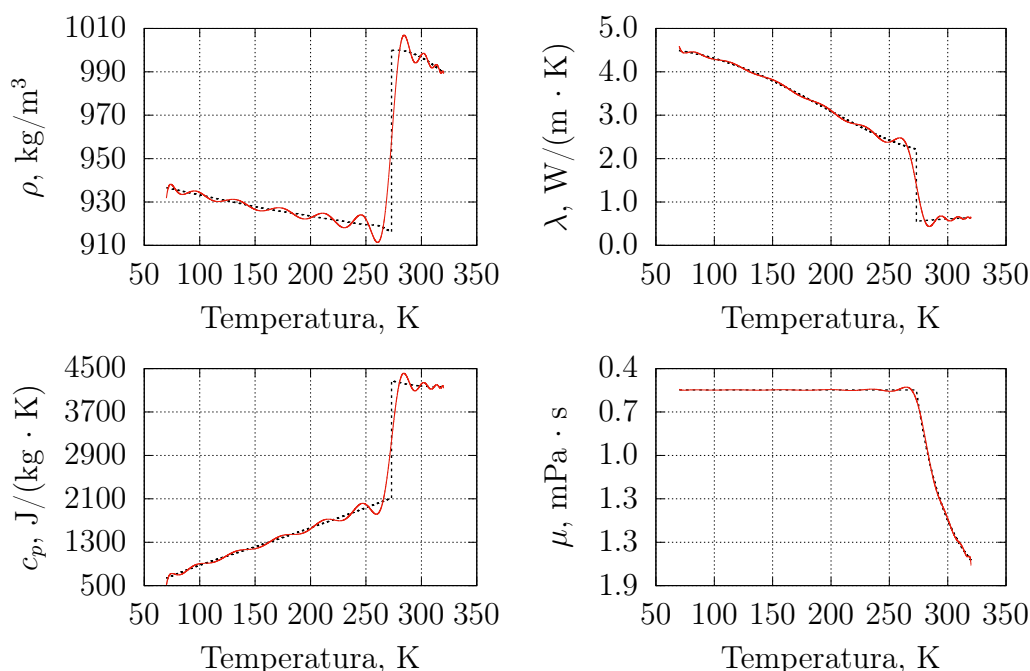 ρ, kg/m³
1010
990
970
950
930
910
50 100 150 200 250 300 350
Temperatura, K
λ, W/(m · K)
5.0
4.0
3.0
2.0
1.0
0.0
50 100 150 200 250 300 350
Temperatura, K
c_p, J/(kg · K)
4500
3700
2900
2100
1300
500
50 100 150 200 250 300 350
Temperatura, K
μ, mPa · s
0.4
0.7
1.0
1.3
1.3
1.9
50 100 150 200 250 300 350
Temperatura, K